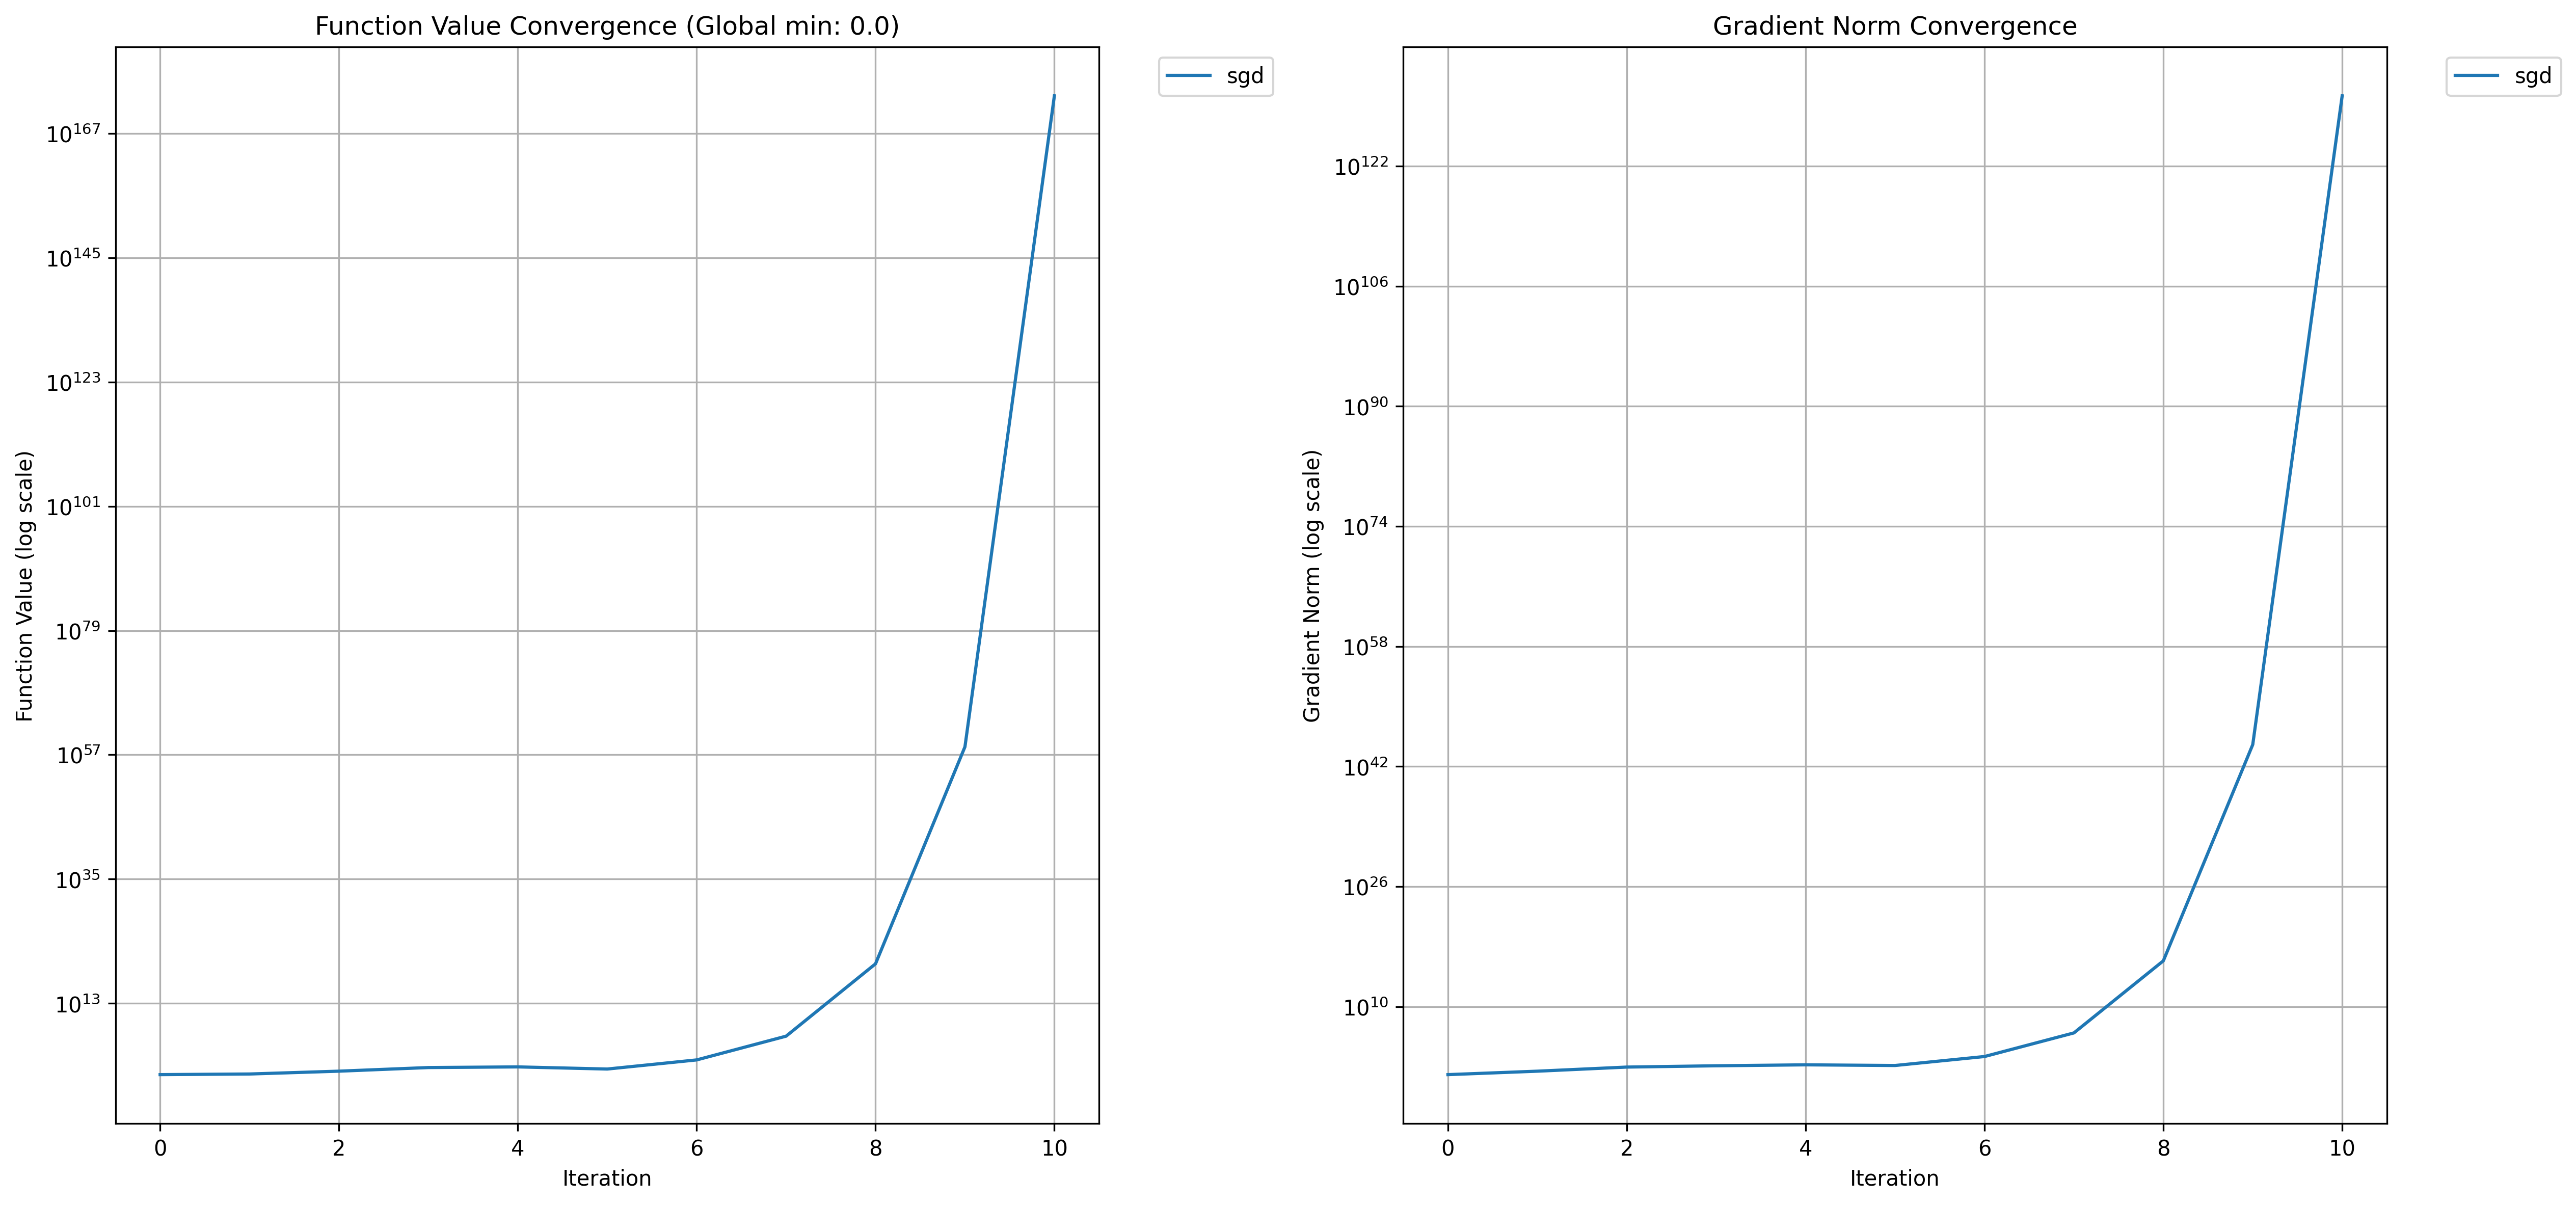 Function Value Convergence (Global min: 0.0)
sgd
Function Value (log scale)
10^167
10^145
10^123
10^101
10^79
10^57
10^35
10^13
0 2 4 6 8 10
Iteration
Gradient Norm Convergence
sgd
Gradient Norm (log scale)
10^122
10^106
10^90
10^74
10^58
10^42
10^26
10^10
0 2 4 6 8 10
Iteration